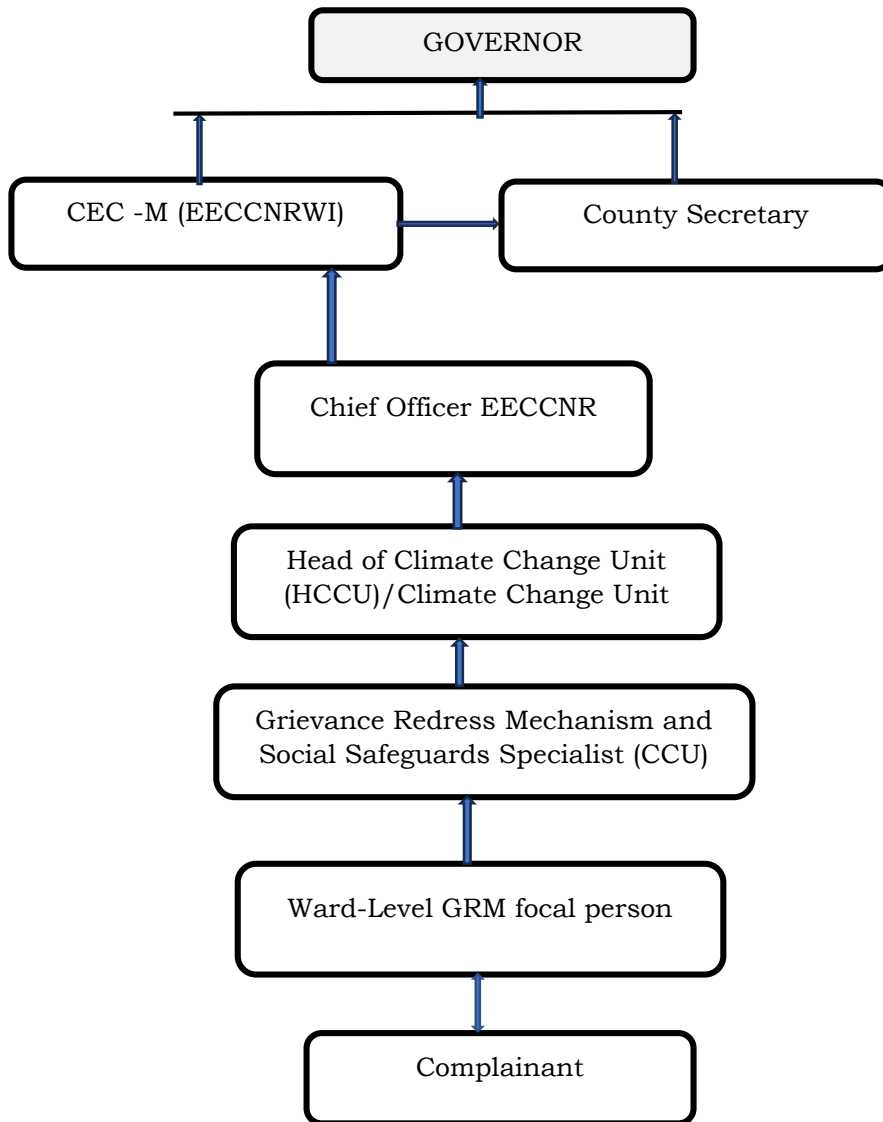 GOVERNOR
CEC -M (EECCNRWI)
County Secretary
Chief Officer EECCNR
Head of Climate Change Unit
(HCCU)/Climate Change Unit
Grievance Redress Mechanism and
Social Safeguards Specialist (CCU)
Ward-Level GRM focal person
Complainant